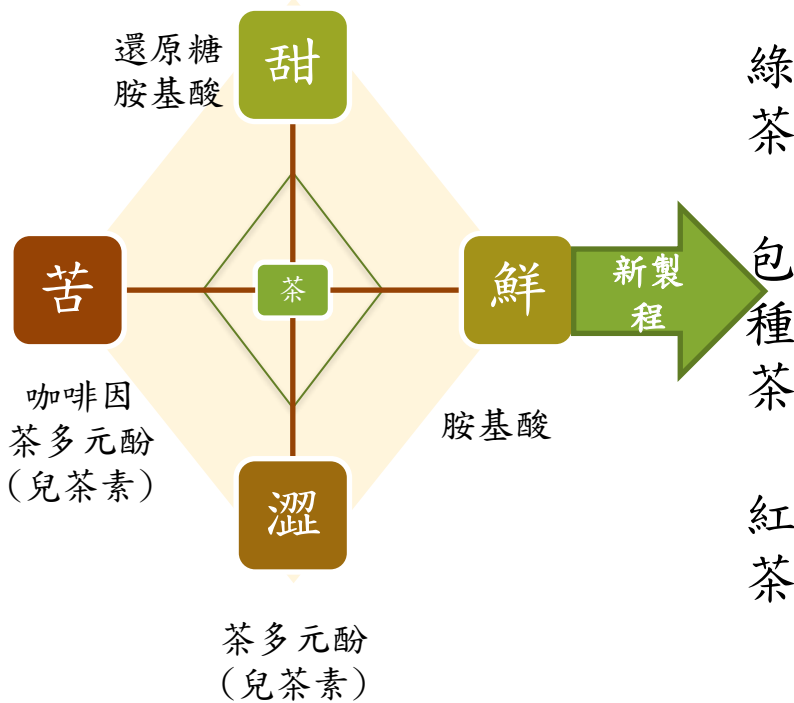 還原糖
胺基酸
甜
苦
茶
鮮
新製
程
咖啡因
茶多元酚
（兒茶素）
胺基酸
澀
茶多元酚
（兒茶素）
綠
茶
包
種
茶
紅
茶